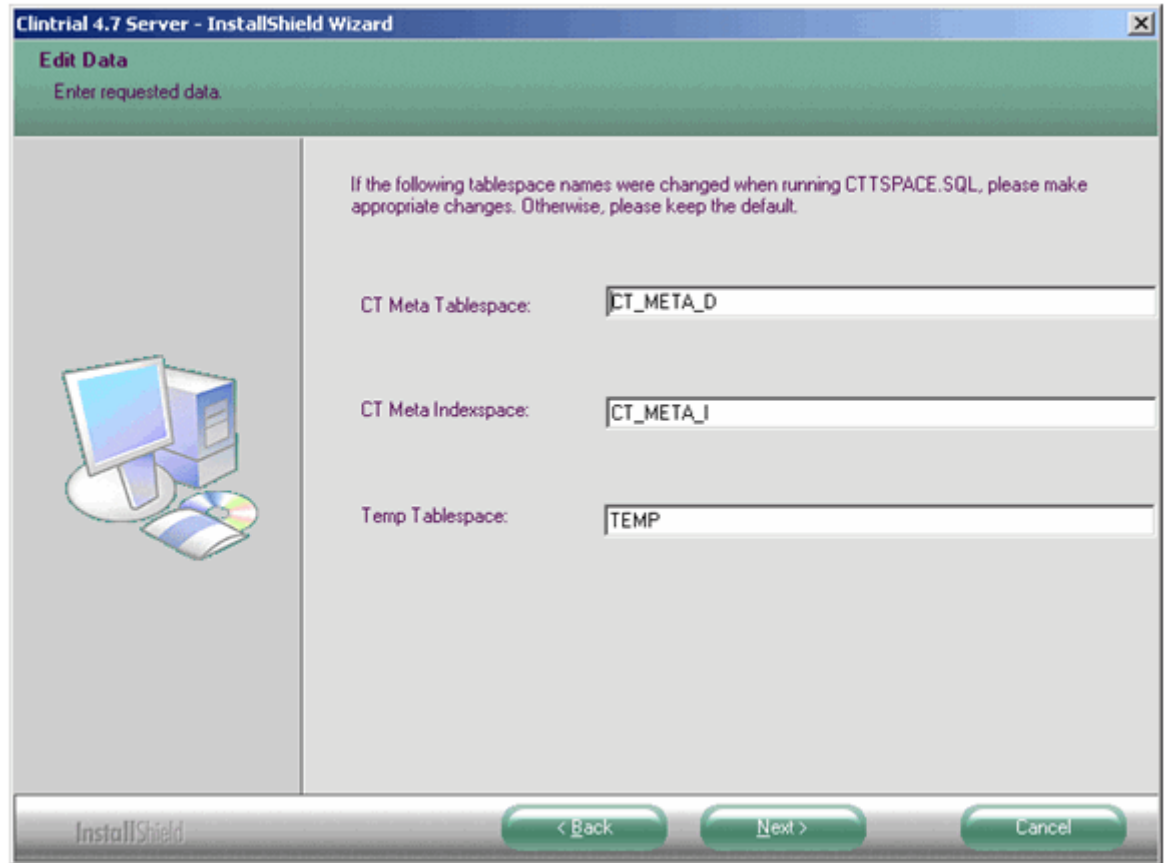 Clintrial 4.7 Server - InstallShield Wizard
Edit Data
Enter requested data.
If the following tablespace names were changed when running CTTSPACE.SQL, please make
appropriate changes. Otherwise, please keep the default.
CT Meta Tablespace: CT_META_D
CT Meta Indexspace: CT_META_I
Temp Tablespace: TEMP
InstallShield < Back Next > Cancel